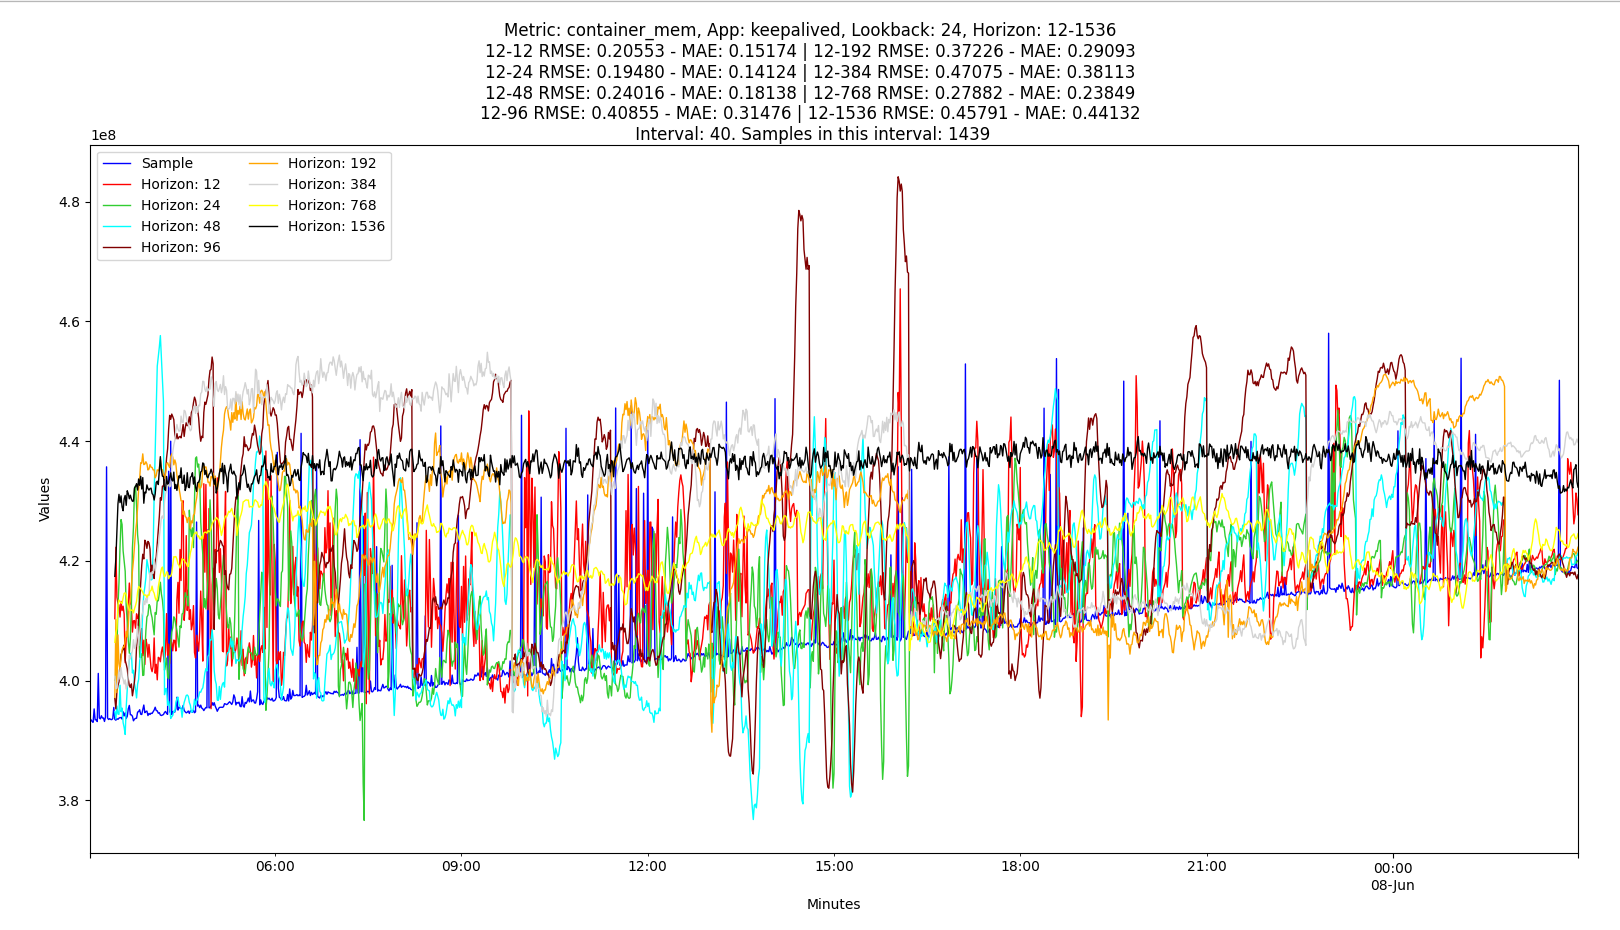 Metric: container_mem, App: keepalived, Lookback: 24, Horizon: 12-1536
12-12 RMSE: 0.20553 - MAE: 0.15174 | 12-192 RMSE: 0.37226 - MAE: 0.29093
12-24 RMSE: 0.19480 - MAE: 0.14124 | 12-384 RMSE: 0.47075 - MAE: 0.38113
12-48 RMSE: 0.24016 - MAE: 0.18138 | 12-768 RMSE: 0.27882 - MAE: 0.23849
12-96 RMSE: 0.40855 - MAE: 0.31476 | 12-1536 RMSE: 0.45791 - MAE: 0.44132
Interval: 40. Samples in this interval: 1439
1e8
Sample
Horizon: 12
Horizon: 24
Horizon: 48
Horizon: 96
Horizon: 192
Horizon: 384
Horizon: 768
Horizon: 1536
4.8
4.6
4.4
4.2
4.0
3.8
Values
06:00
09:00
12:00
15:00
18:00
21:00
00:00
08-Jun
Minutes